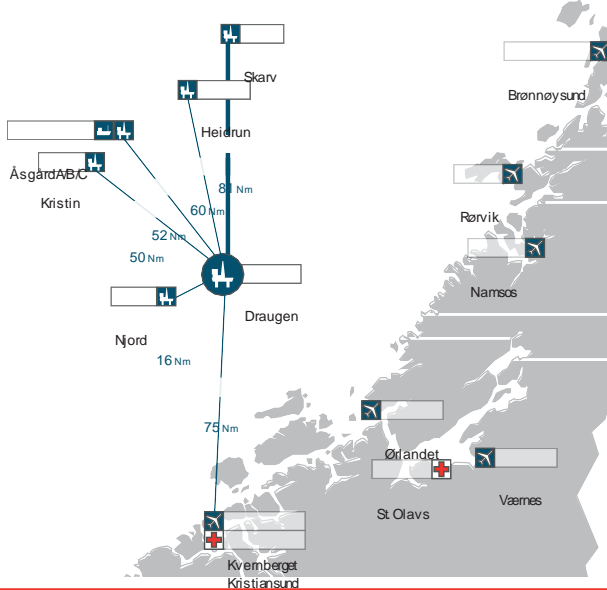 Skarv
Brønnøysund
Heidrun
ÅsgardA/B/C
Kristin
81 Nm
60 Nm
Rørvik
52 Nm
50 Nm
Namsos
Draugen
Njord
16 Nm
75 Nm
Ørlandet
Værnes
St. Olavs
Kvernberget
Kristiansund